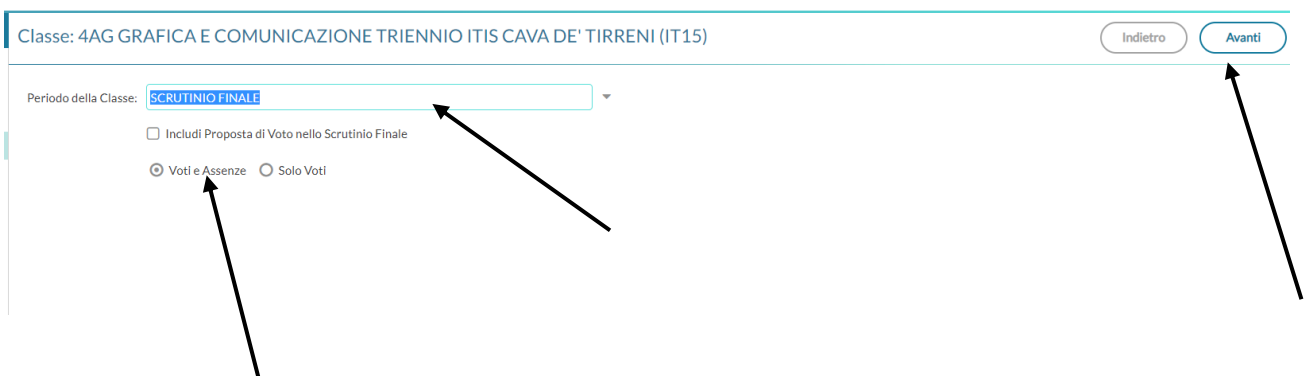 Classe: 4AG GRAFICA E COMUNICAZIONE TRIENNIO ITIS CAVA DE' TIRRENI (IT15)
Indietro
Avanti
Periodo della Classe: SCRUTINIO FINALE
Includi Proposta di Voto nello Scrutinio Finale
Voti e Assenze Solo Voti